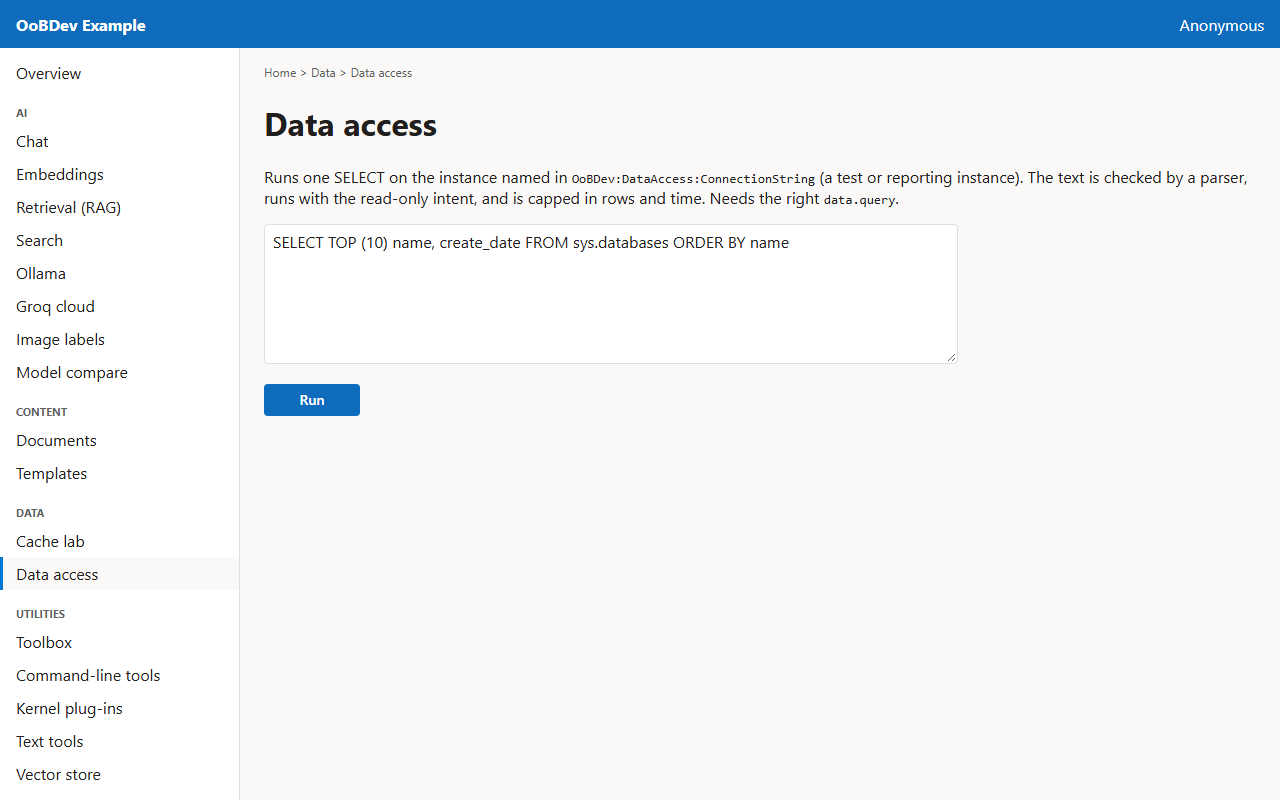 OoBDev Example
Anonymous
Overview
AI
Chat
Embeddings
Retrieval (RAG)
Search
Ollama
Groq cloud
Image labels
Model compare
CONTENT
Documents
Templates
DATA
Cache lab
Data access
UTILITIES
Toolbox
Command-line tools
Kernel plug-ins
Text tools
Vector store
Home > Data > Data access
Data access
Runs one SELECT on the instance named in OoBDev:DataAccess:ConnectionString (a test or reporting instance). The text is checked by a parser,
runs with the read-only intent, and is capped in rows and time. Needs the right data.query.
SELECT TOP (10) name, create_date FROM sys.databases ORDER BY name
Run